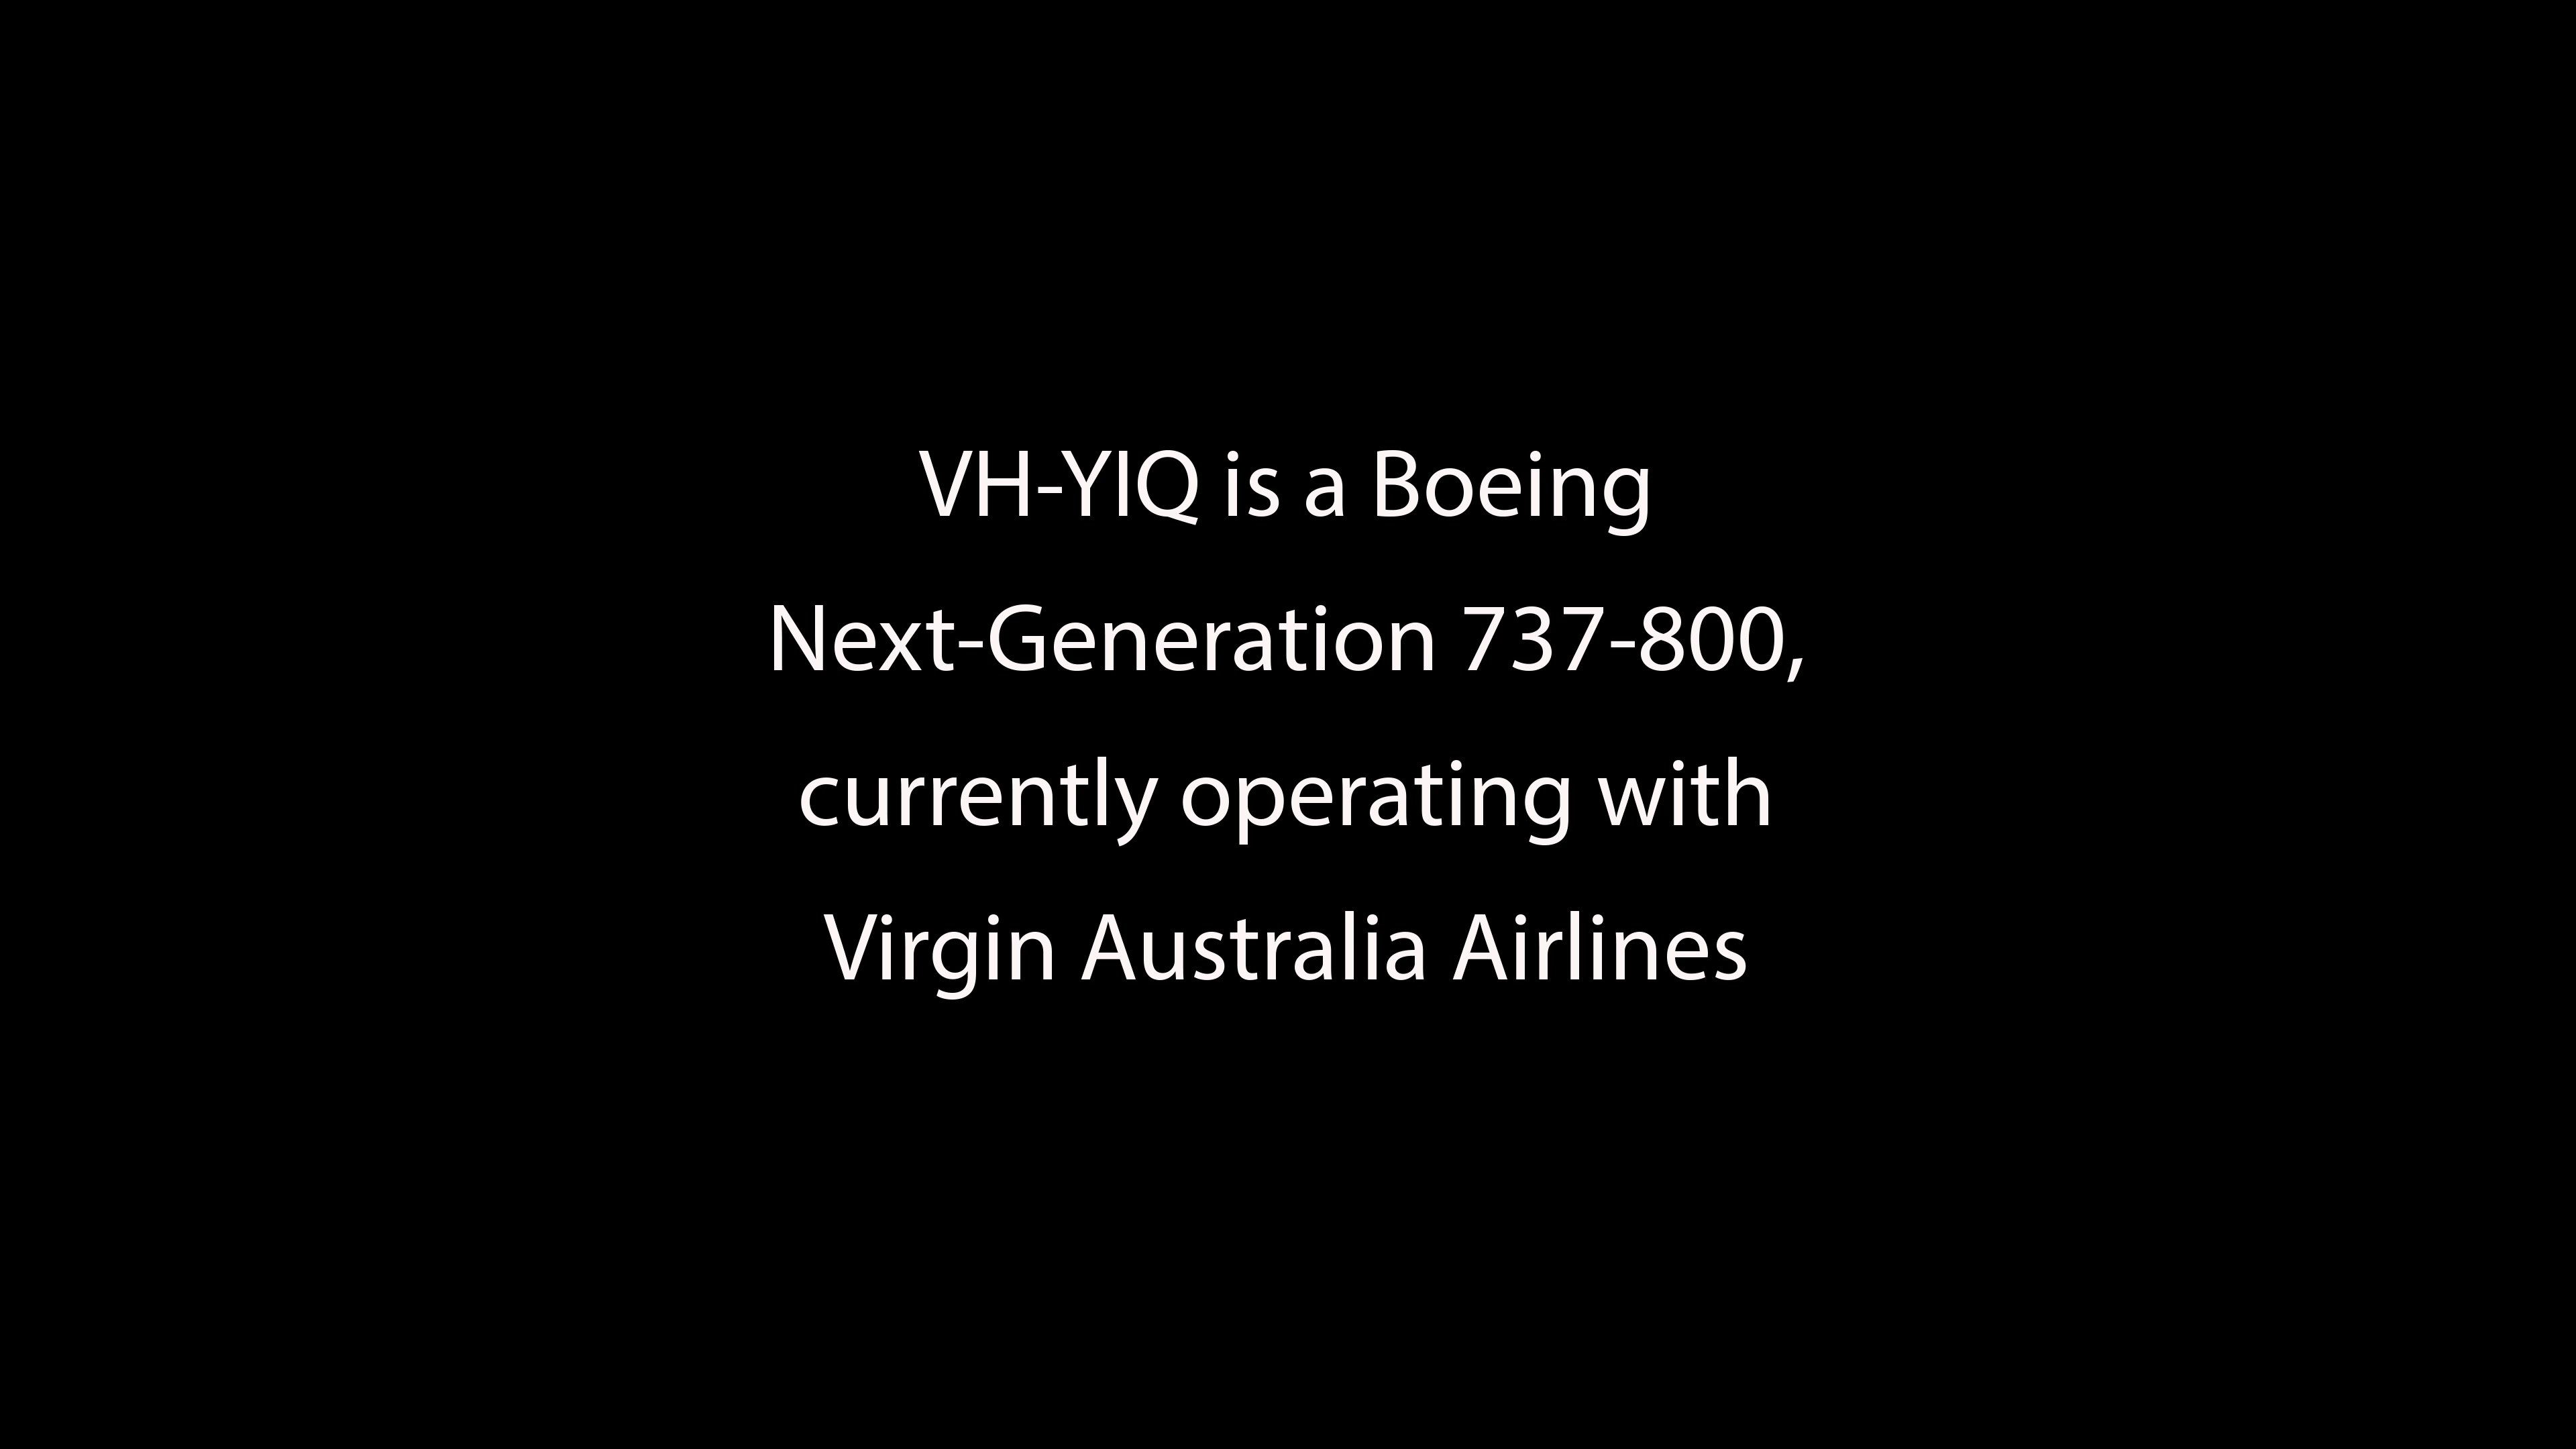 VH-YIQ is a Boeing
Next-Generation 737-800,
currently operating with
Virgin Australia Airlines